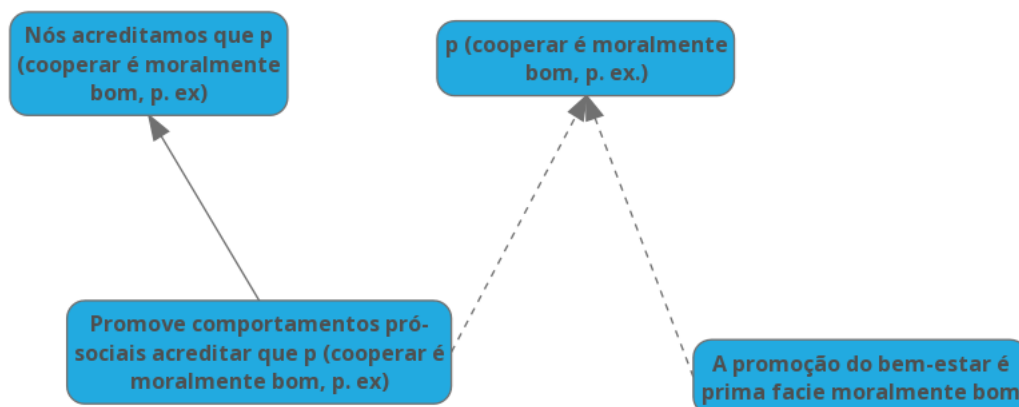 Nós acreditamos que p
(cooperar é moralmente
bom, p. ex)
p (cooperar é moralmente
bom, p. ex.)
Promove comportamentos pró-
sociais acreditar que p (cooperar é
moralmente bom, p. ex)
A promoção do bem-estar é
prima facie moralmente bom